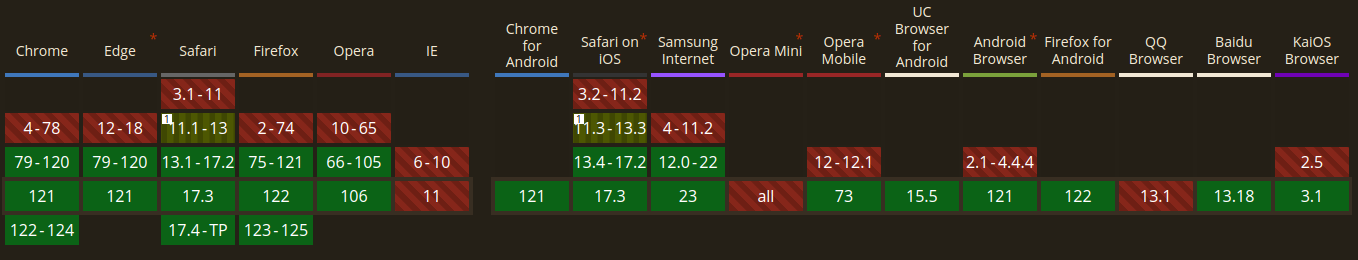 Chrome Edge * Safari Firefox Opera IE Chrome for Android Safari on iOS * Samsung Internet Opera Mini * Opera Mobile * UC Browser for Android Android Browser * Firefox for Android QQ Browser Baidu Browser KaiOS Browser
3.1-11 3.2-11.2
4-78 12-18 1 11.1-13 2-74 10-65 1 11.3-13.3 4-11.2
79-120 79-120 13.1-17.2 75-121 66-105 6-10 13.4-17.2 12.0-22 12-12.1 2.1-4.4.4 2.5
121 121 17.3 122 106 11 121 17.3 23 all 73 15.5 121 122 13.1 13.18 3.1
122-124 17.4-TP 123-125